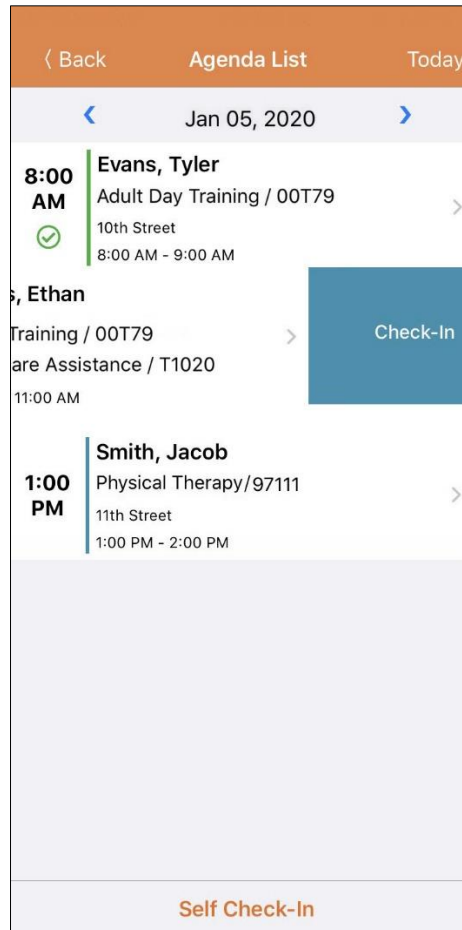 Back Agenda List Today
Jan 05, 2020
8:00 AM
Evans, Tyler
Adult Day Training / 00T79
10th Street
8:00 AM - 9:00 AM
s, Ethan
Training / 00T79
are Assistance / T1020
11:00 AM
Check-In
1:00 PM
Smith, Jacob
Physical Therapy/97111
11th Street
1:00 PM - 2:00 PM
Self Check-In